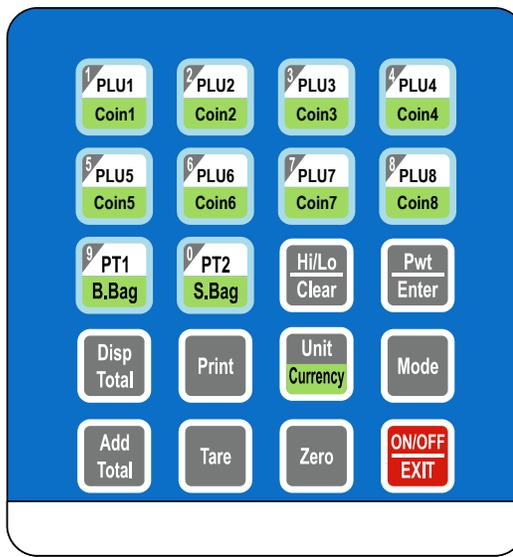 1 PLU1 2 PLU2 3 PLU3 4 PLU4
Coin1 Coin2 Coin3 Coin4
5 PLU5 6 PLU6 7 PLU7 8 PLU8
Coin5 Coin6 Coin7 Coin8
9 PT1 0 PT2 Hi/Lo Pwt
B.Bag S.Bag Clear Enter
Disp Print Unit Mode
Total Currency
Add Tare Zero ON/OFF
Total EXIT